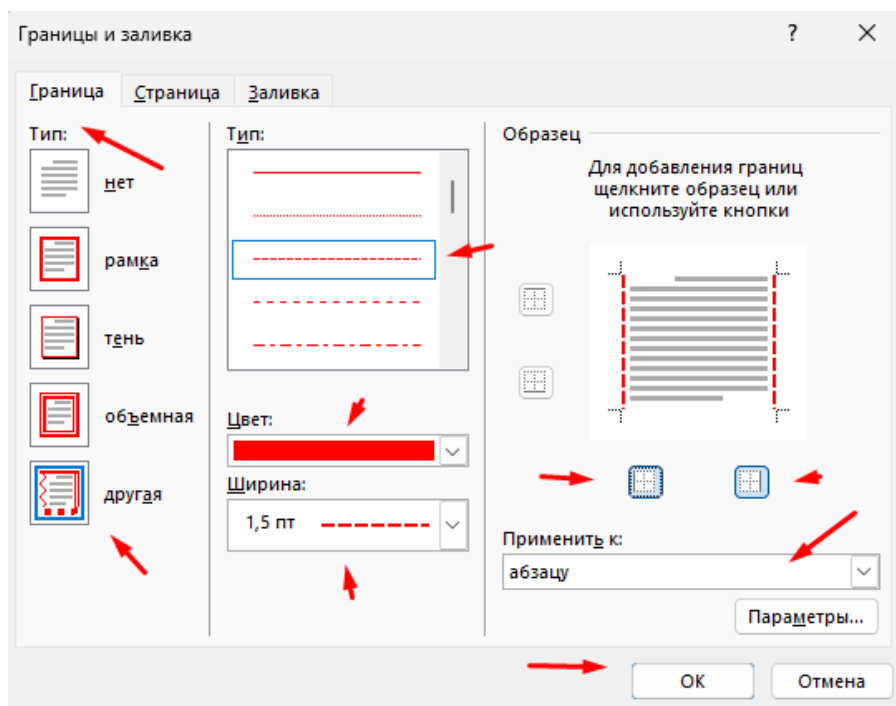 Границы и заливка
?
Граница Страница Заливка
Тип:
нет
рамка
тень
объемная
другая
Тип:
Цвет:
Ширина:
1,5 пт
Образец
Для добавления границ
щелкните образец или
используйте кнопки
Применить к:
абзацу
Параметры...
ОК Отмена